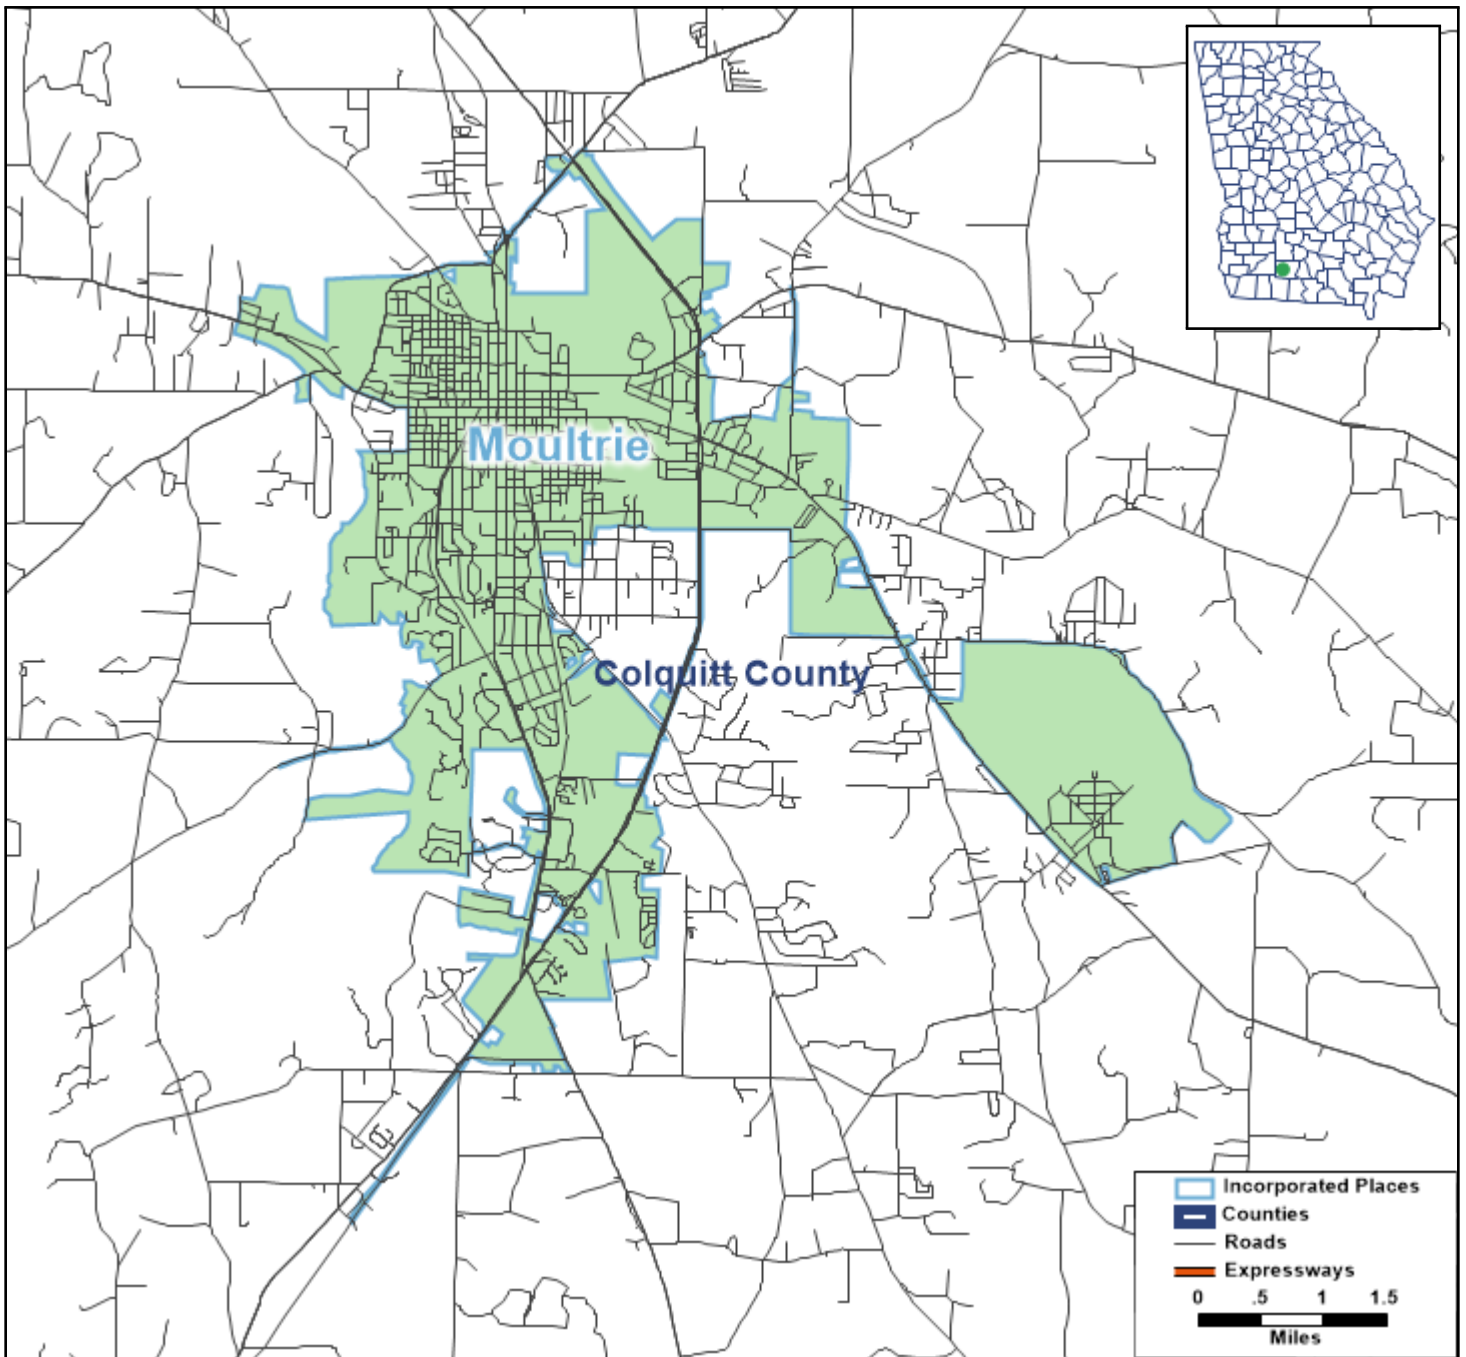 Moultrie
Colquitt County
Incorporated Places
Counties
Roads
Expressways
0 .5 1 1.5
Miles